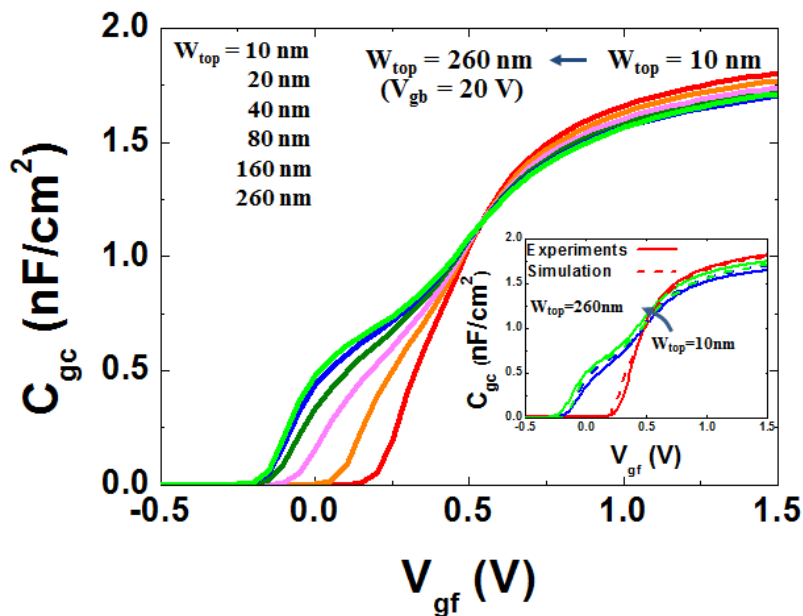 W_top = 10 nm
20 nm
40 nm
80 nm
160 nm
260 nm
W_top = 260 nm ← W_top = 10 nm
(V_gb = 20 V)
C_gc (nF/cm²)
2.0
1.5
1.0
0.5
0.0
-0.5 0.0 0.5 1.0 1.5
V_gf (V)
Experiments
Simulation
W_top=260nm
W_top=10nm
C_gc (nF/cm²)
2.0
1.5
1.0
0.5
0.0
-0.5 0.0 0.5 1.0 1.5
V_gf (V)